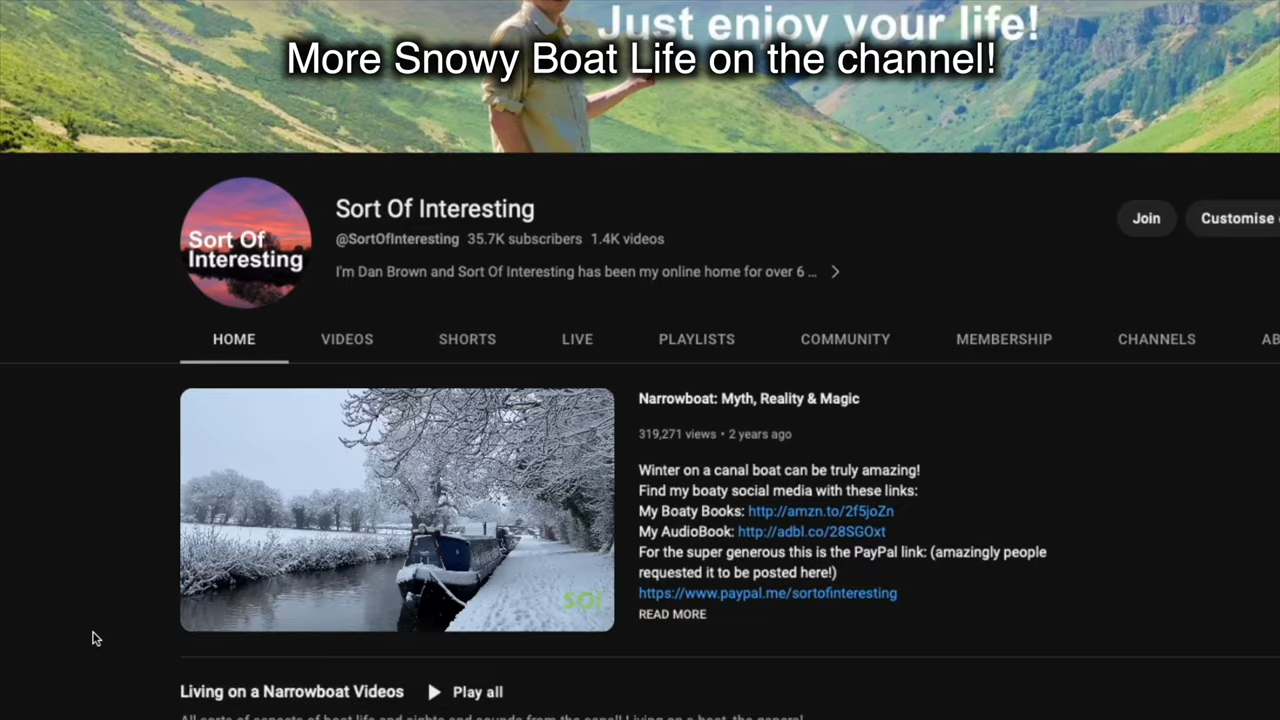 Just enjoy your life!
More Snowy Boat Life on the channel!
Sort Of
Interesting
Sort Of Interesting
@SortOfInteresting 35.7K subscribers 1.4K videos
I'm Dan Brown and Sort Of Interesting has been my online home for over 6 ...
Join
Customise
HOME VIDEOS SHORTS LIVE PLAYLISTS COMMUNITY MEMBERSHIP CHANNELS AB
soi
Narrowboat: Myth, Reality & Magic
319,271 views • 2 years ago
Winter on a canal boat can be truly amazing!
Find my boaty social media with these links:
My Boaty Books: http://amzn.to/2f5joZn
My AudioBook: http://adbl.co/28SGOxt
For the super generous this is the PayPal link: (amazingly people
requested it to be posted here!)
https://www.paypal.me/sortofinteresting
READ MORE
Living on a Narrowboat Videos Play all